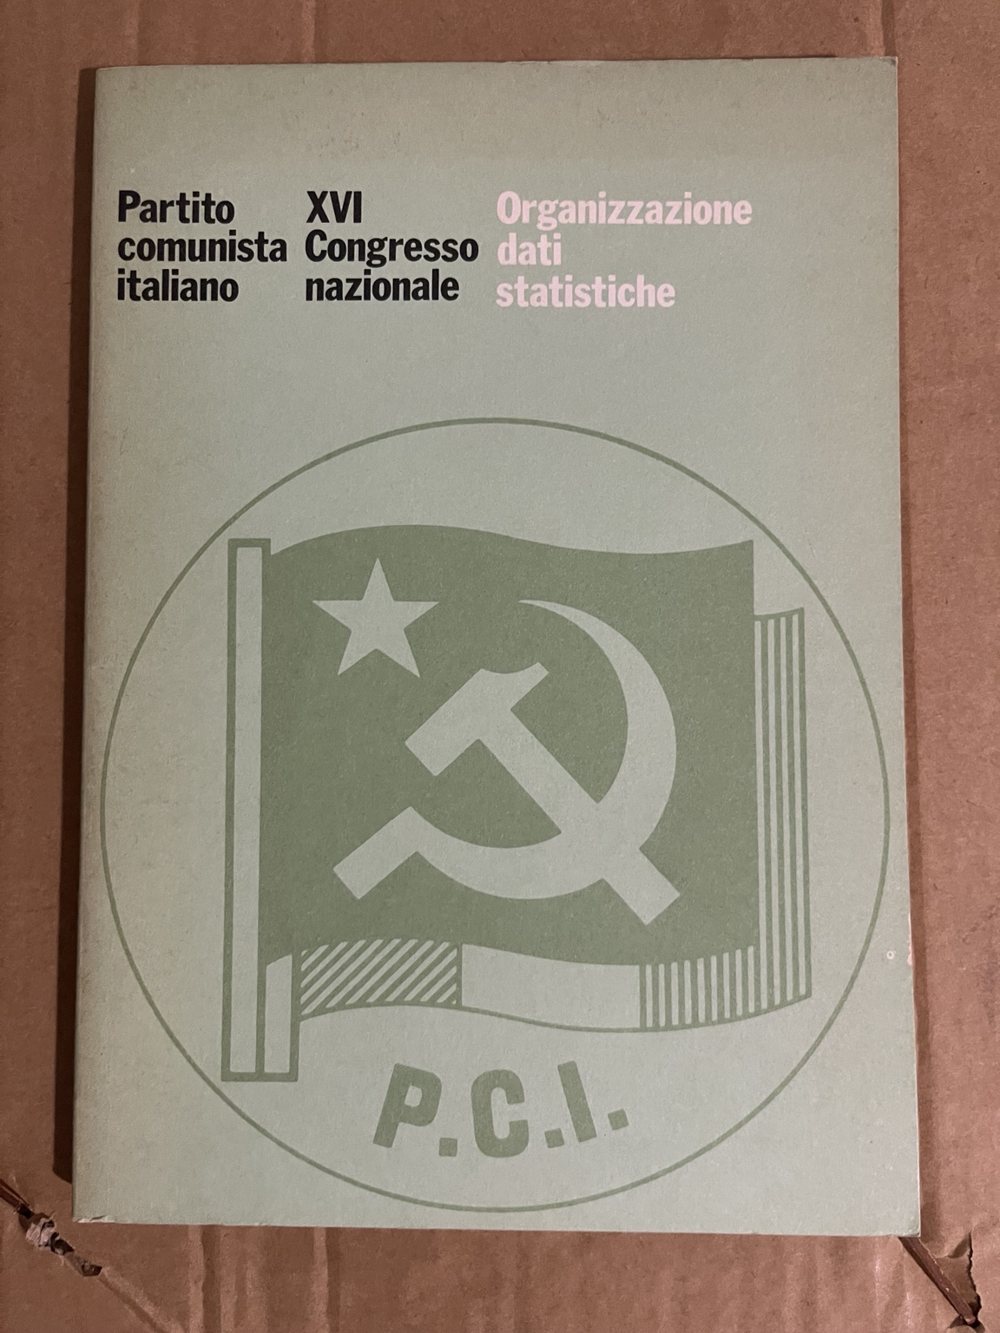 Partito
comunista
italiano
XVI
Congresso
nazionale
Organizzazione
dati
statistiche
P.C.I.